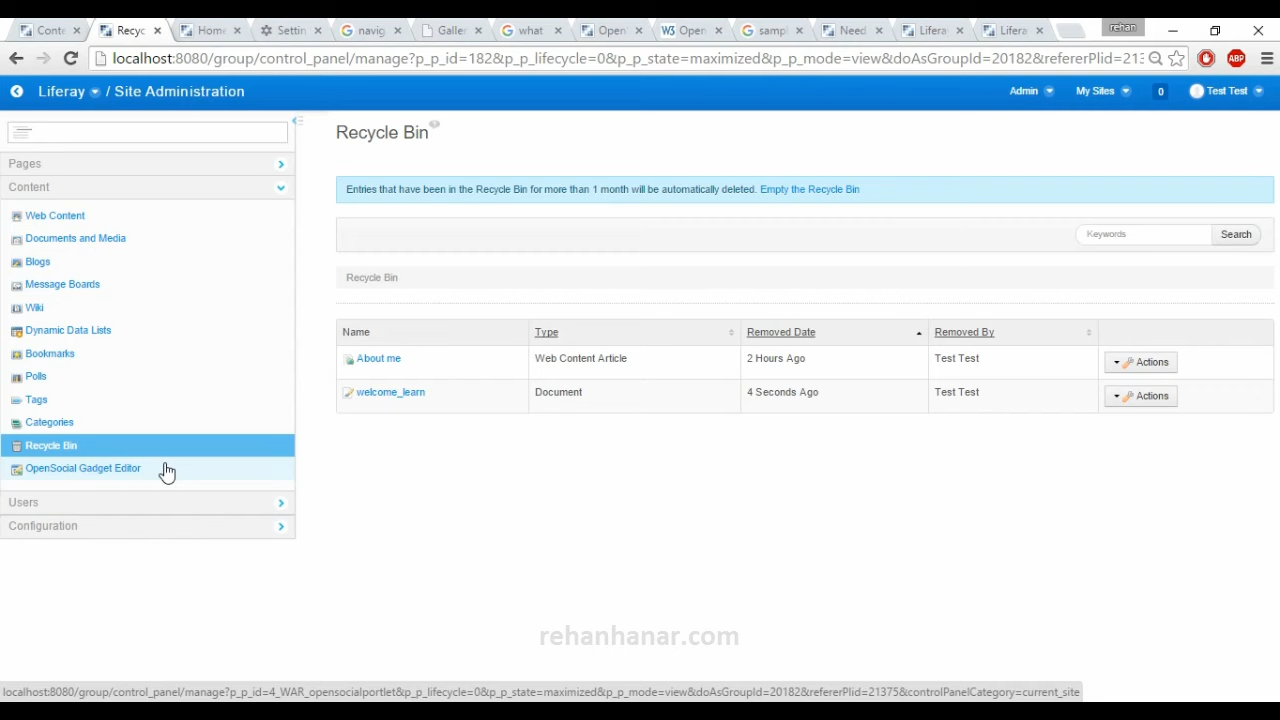 Conte
Recyc
Home
Settin
navig
Galler
what
Open
Open
sampl
Need
Lifera
Lifera
rehan
localhost:8080/group/control_panel/manage?p_p_id=182&p_p_lifecycle=0&p_p_state=maximized&p_p_mode=view&doAsGroupId=20182&refererPlid=213
ABP
Liferay / Site Administration
Admin
My Sites
0
Test Test
Pages
Content
Web Content
Documents and Media
Blogs
Message Boards
Wiki
Dynamic Data Lists
Bookmarks
Polls
Tags
Categories
Recycle Bin
OpenSocial Gadget Editor
Users
Configuration
Recycle Bin
Entries that have been in the Recycle Bin for more than 1 month will be automatically deleted. Empty the Recycle Bin
Keywords
Search
Recycle Bin
Name Type Removed Date Removed By
About me Web Content Article 2 Hours Ago Test Test Actions
welcome_learn Document 4 Seconds Ago Test Test Actions
rehanhanar.com
localhost:8080/group/control_panel/manage?p_p_id=4_WAR_opensocialportlet&p_p_lifecycle=0&p_p_state=maximized&p_p_mode=view&doAsGroupId=20182&refererPlid=21375&controlPanelCategory=current_site